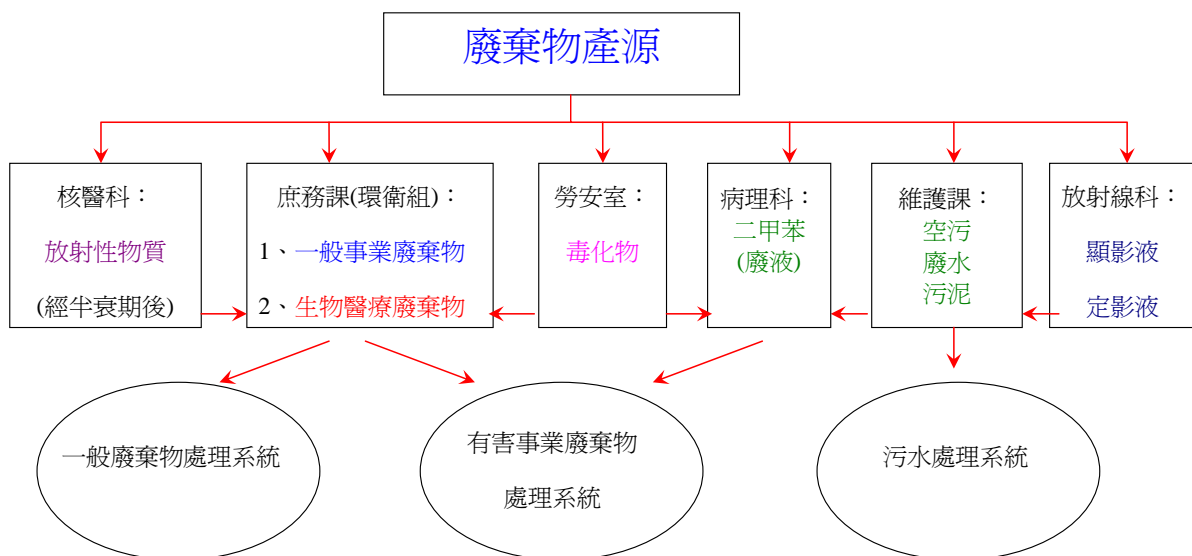 廢棄物產源
核醫科：
放射性物質
(經半衰期後)
庶務課(環衛組)：
1、一般事業廢棄物
2、生物醫療廢棄物
勞安室：
毒化物
病理科：
二甲苯
(廢液)
維護課：
空污
廢水
污泥
放射線科：
顯影液
定影液
一般廢棄物處理系統
有害事業廢棄物
處理系統
污水處理系統